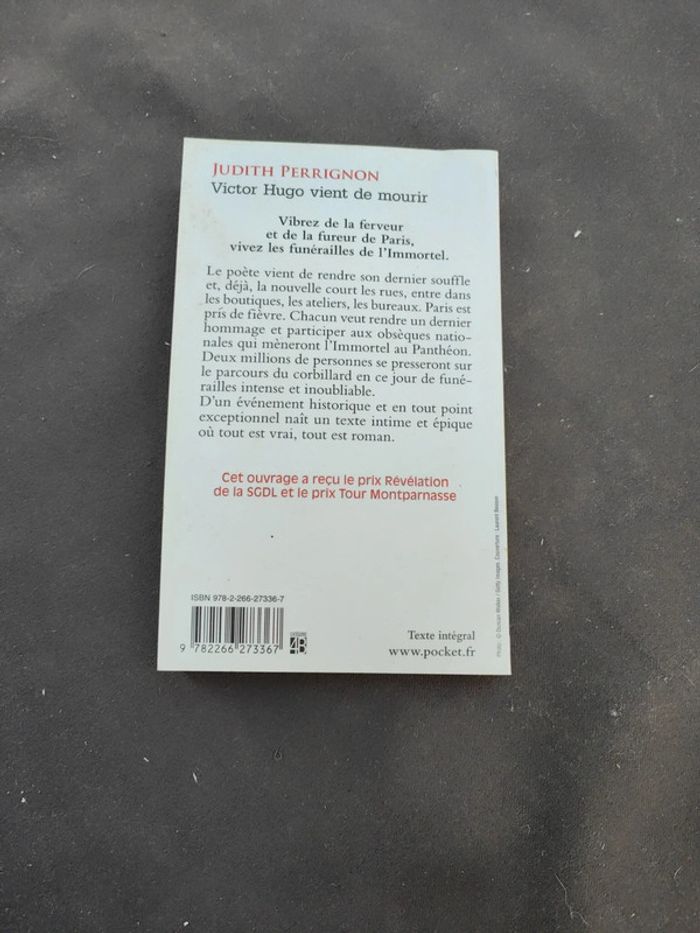 JUDITH PERRIGNON
Victor Hugo vient de mourir
Vibrez de la ferveur
et de la fureur de Paris,
vivez les funérailles de l'Immortel.
Le poète vient de rendre son dernier souffle
et, déjà, la nouvelle court les rues, entre dans
les boutiques, les ateliers, les bureaux. Paris est
pris de fièvre. Chacun veut rendre un dernier
hommage et participer aux obsèques natio-
nales qui mèneront l'Immortel au Panthéon.
Deux millions de personnes se presseront sur
le parcours du corbillard en ce jour de funé-
railles intense et inoubliable.
D'un événement historique et en tout point
exceptionnel naît un texte intime et épique
où tout est vrai, tout est roman.
Cet ouvrage a reçu le prix Révélation
de la SGDL et le prix Tour Montparnasse
ISBN 978-2-266-27336-7
9 782266 273367
Texte intégral
www.pocket.fr